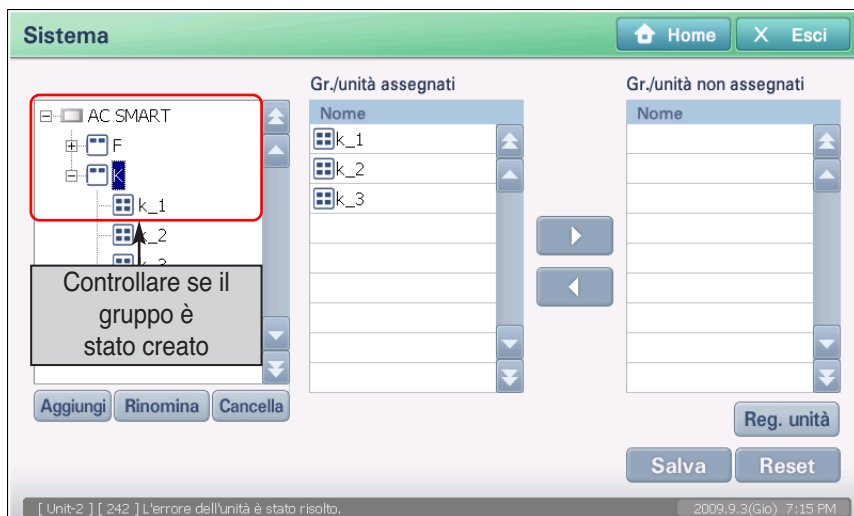 Sistema
Home
X Esci
Gr./unità assegnati
Gr./unità non assegnati
AC SMART
F
k
k_1
k_2
k_3
Controllare se il
gruppo è
stato creato
Nome
k_1
k_2
k_3
Nome
Aggiungi
Rinomina
Cancella
Reg. unità
Salva
Reset
[ Unit-2 ] [ 242 ] L'errore dell'unità è stato risolto.
2009.9.3(Gio) 7:15 PM